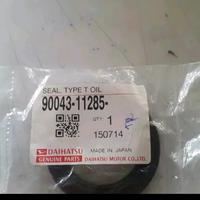 SEAL, TYPE T OIL
90043-11285-
QTY 1
150714
MADE IN JAPAN
DAIHATSU
GENUINE PARTS
DAIHATSU MOTOR CO., LTD.